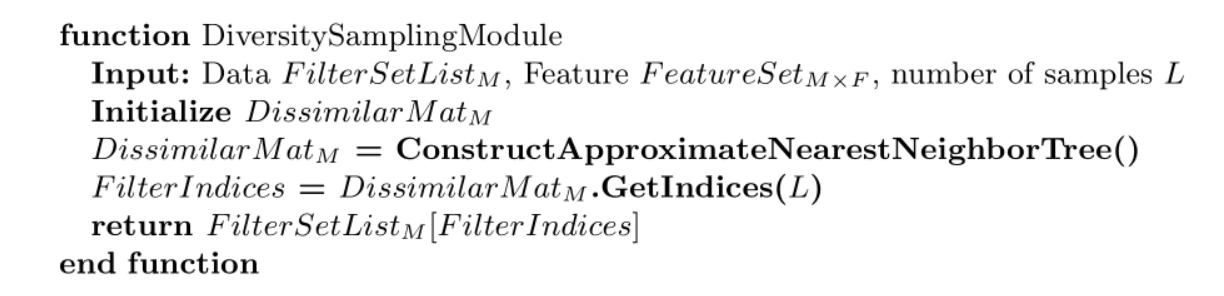 function DiversitySamplingModule
Input: Data FilterSetList_M, Feature FeatureSet_{M×F}, number of samples L
Initialize DissimilarMat_M
DissimilarMat_M = ConstructApproximateNearestNeighborTree()
FilterIndices = DissimilarMat_M.GetIndices(L)
return FilterSetList_M[FilterIndices]
end function